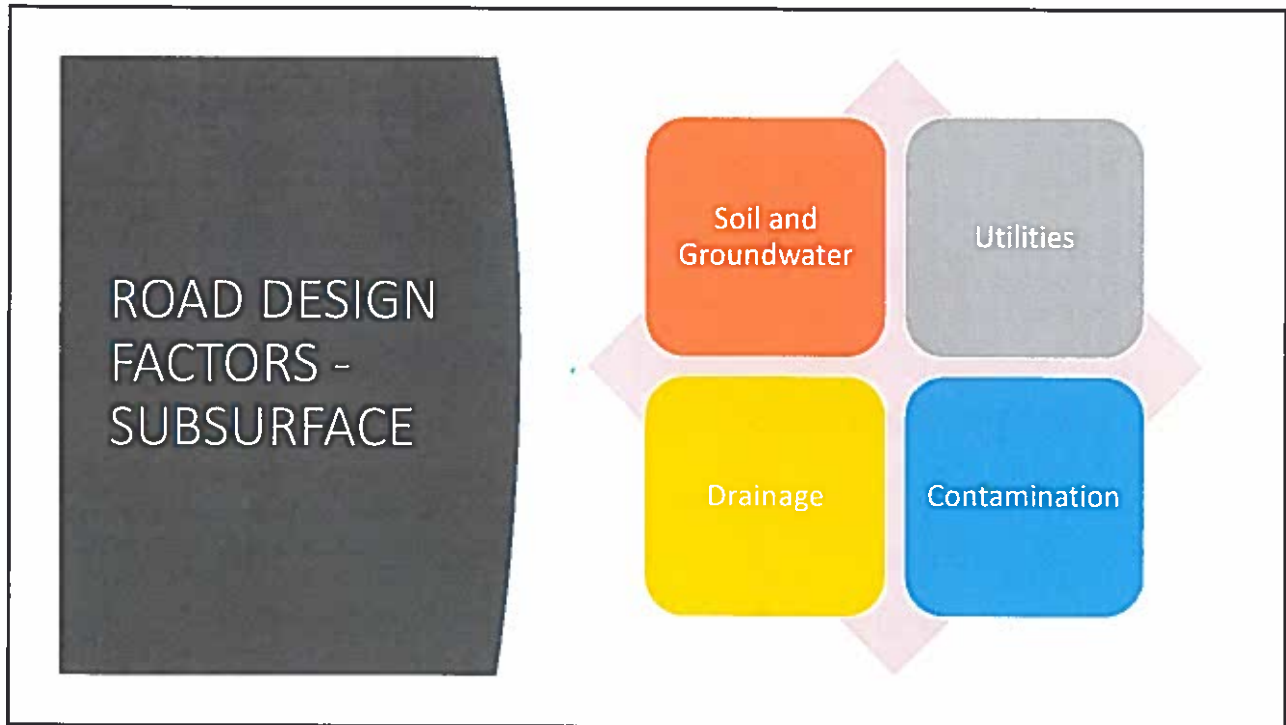 ROAD DESIGN
FACTORS -
SUBSURFACE
Soil and
Groundwater
Utilities
Drainage
Contamination